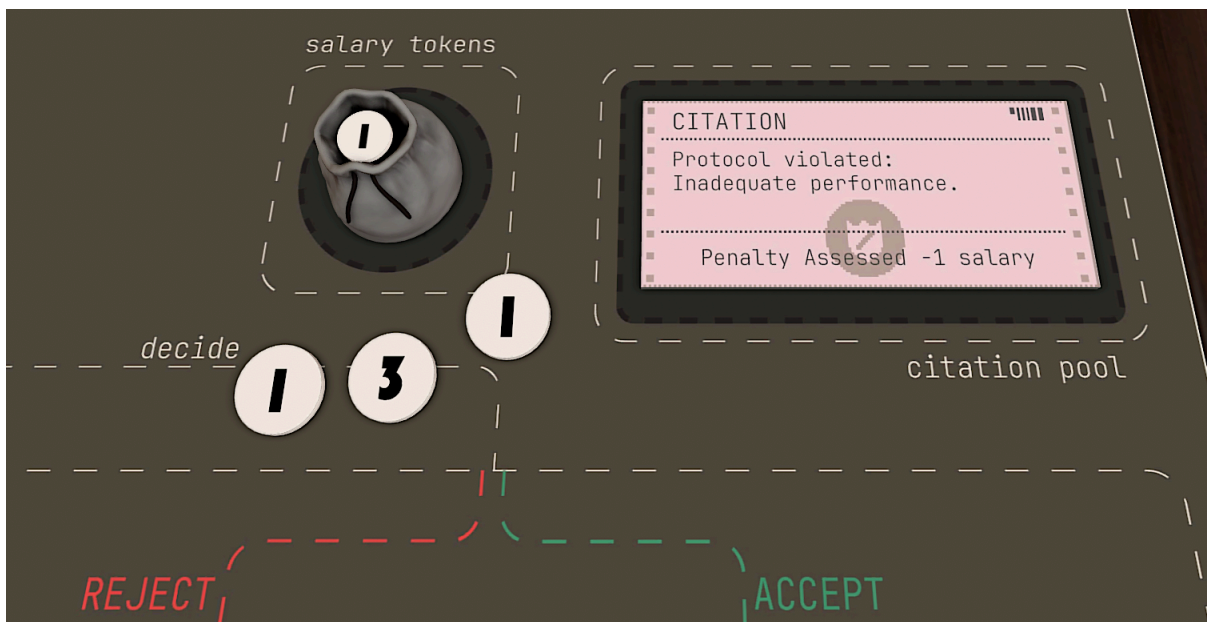 salary tokens
1
CITATION
Protocol violated:
Inadequate performance.
Penalty Assessed -1 salary
citation pool
decide
1
3
1
REJECT
ACCEPT